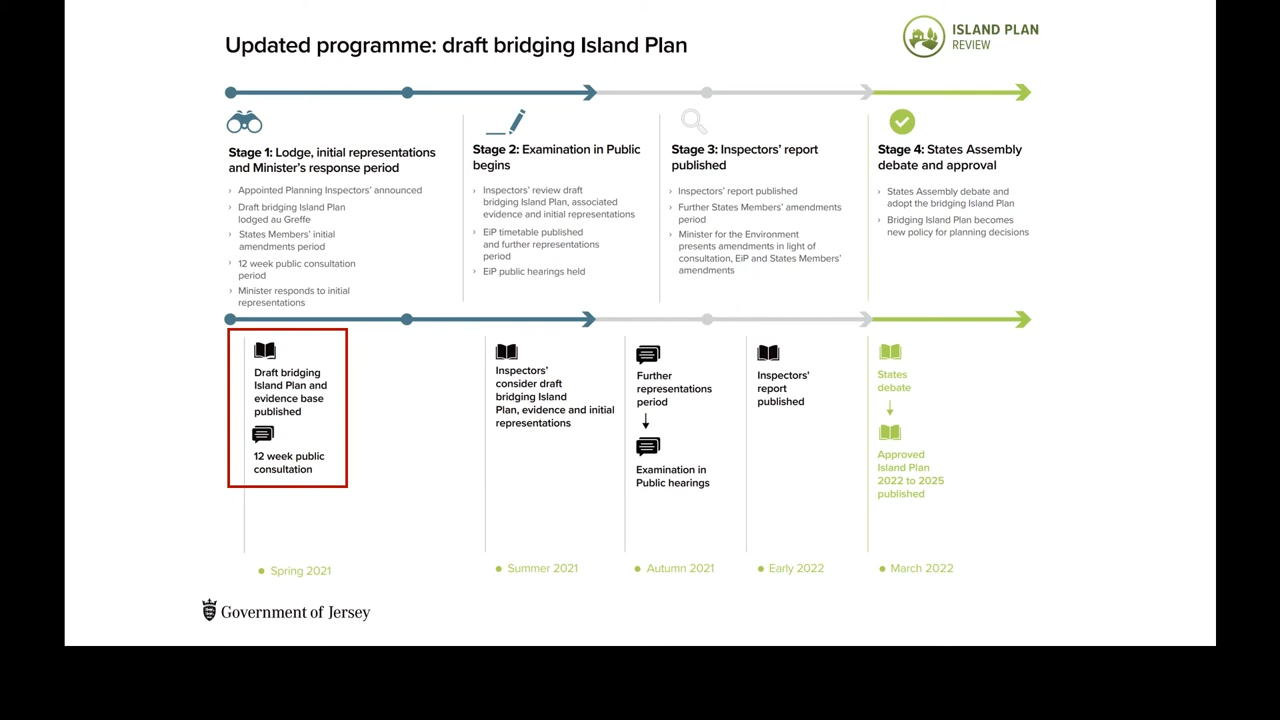 Updated programme: draft bridging Island Plan
ISLAND PLAN
REVIEW
Stage 1: Lodge, initial representations
and Minister's response period
› Appointed Planning Inspectors' announced
› Draft bridging Island Plan
lodged au Greffe
› States Members' initial
amendments period
› 12 week public consultation
period
› Minister responds to initial
representations
Stage 2: Examination in Public
begins
› Inspectors' review draft
bridging Island Plan, associated
evidence and initial representations
› EiP timetable published
and further representations
period
› EiP public hearings held
Stage 3: Inspectors' report
published
› Inspectors' report published
› Further States Members' amendments
period
› Minister for the Environment
presents amendments in light of
consultation, EiP and States Members'
amendments
Stage 4: States Assembly
debate and approval
› States Assembly debate and
adopt the bridging Island Plan
› Bridging Island Plan becomes
new policy for planning decisions
Draft bridging
Island Plan and
evidence base
published
12 week public
consultation
Inspectors'
consider draft
bridging Island
Plan, evidence and initial
representations
Further
representations
period
Examination in
Public hearings
Inspectors'
report
published
States
debate
Approved
Island Plan
2022 to 2025
published
Spring 2021
Summer 2021
Autumn 2021
Early 2022
March 2022
Government of Jersey